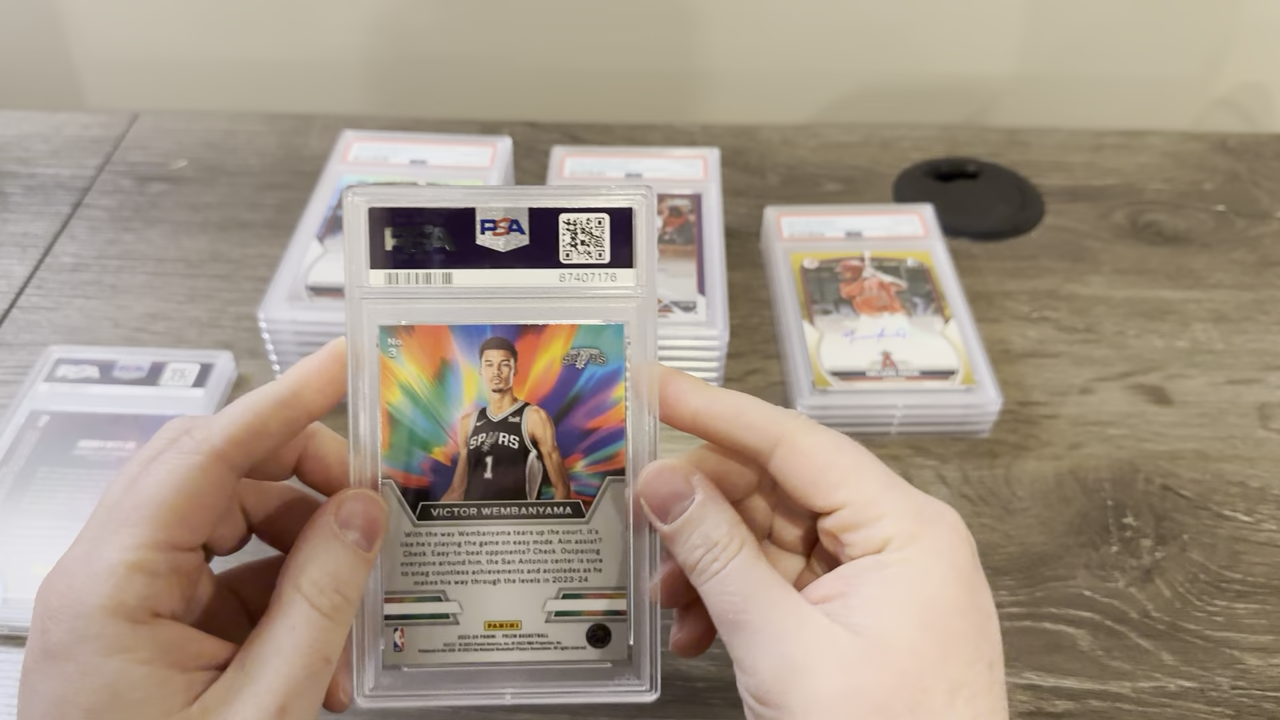 PSA
PSA
87407176
No.
3
SPURS
SPURS
1
VICTOR WEMBANYAMA
With the way Wembanyama tears up the court, it's
like he's playing the game on easy mode. Aim assist?
Check. Easy-to-beat opponents? Check. Outpacing
everyone around him, the San Antonio center is sure
to snag countless achievements and accolades as he
makes his way through the levels in 2023-24
PANINI
2023-24 PANINI - PRIZM BASKETBALL